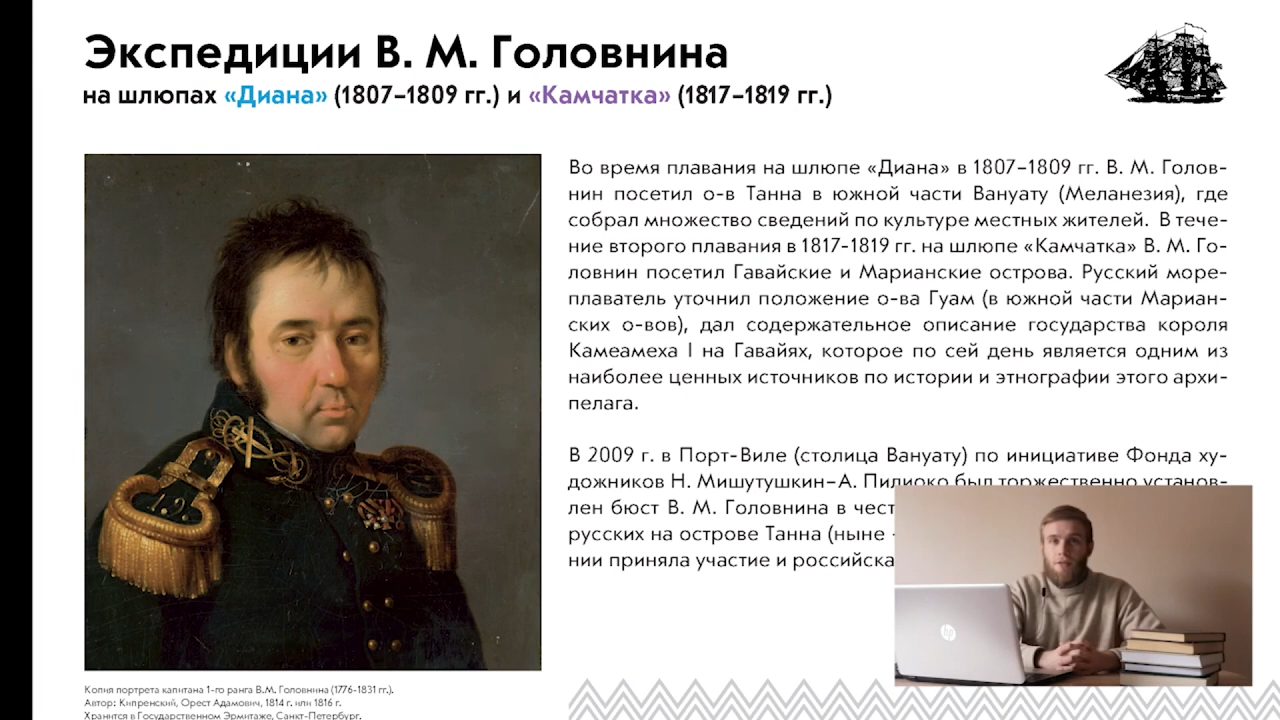 Экспедиции В. М. Головнина
на шлюпах «Диана» (1807–1809 гг.) и «Камчатка» (1817–1819 гг.)
Во время плавания на шлюпе «Диана» в 1807–1809 гг. В. М. Голов-
нин посетил о-в Танна в южной части Вануату (Меланезия), где
собрал множество сведений по культуре местных жителей. В тече-
ние второго плавания в 1817-1819 гг. на шлюпе «Камчатка» В. М. Го-
ловнин посетил Гавайские и Марианские острова. Русский море-
плаватель уточнил положение о-ва Гуам (в южной части Мариан-
ских о-вов), дал содержательное описание государства короля
Камеамеха I на Гавайях, которое по сей день является одним из
наиболее ценных источников по истории и этнографии этого архи-
пелага.
В 2009 г. в Порт-Виле (столица Вануату) по инициативе Фонда ху-
дожников Н. Мишутушкин–А. Пилиоко был торжественно установ-
лен бюст В. М. Головнина в чест
русских на острове Танна (ныне
нии приняла участие и российска
hp
Копия портрета капитана 1-го ранга В.М. Головнина (1776-1831 гг.).
Автор: Кипренский, Орест Адамович, 1814 г. или 1816 г.
Хранится в Государственном Эрмитаже, Санкт-Петербург.